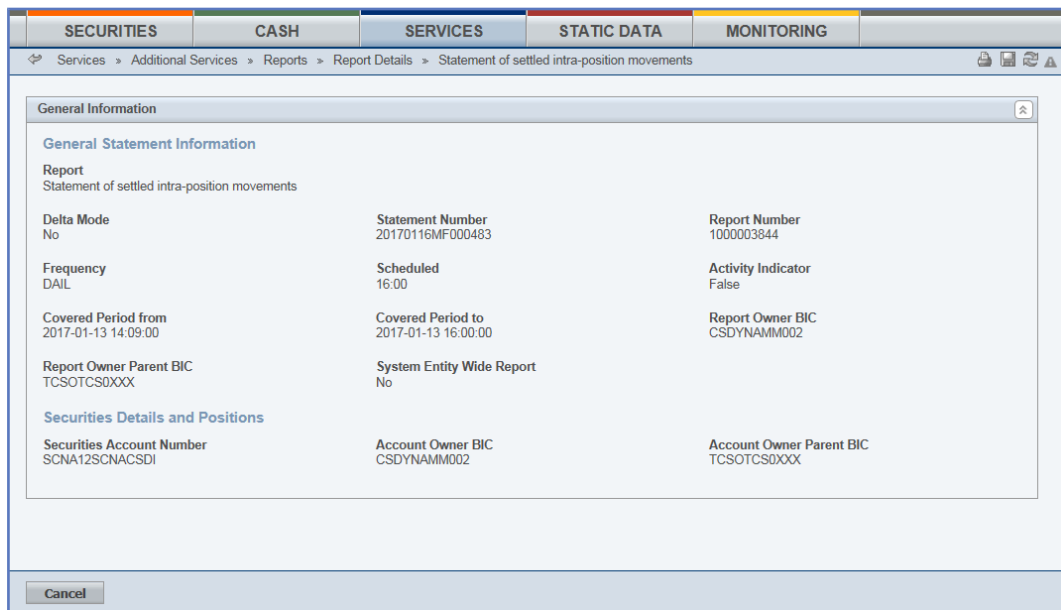 SECURITIES CASH SERVICES STATIC DATA MONITORING
Services » Additional Services » Reports » Report Details » Statement of settled intra-position movements
General Information
General Statement Information
Report
Statement of settled intra-position movements
Delta Mode Statement Number Report Number
No 20170116MF000483 1000003844
Frequency Scheduled Activity Indicator
DAIL 16:00 False
Covered Period from Covered Period to Report Owner BIC
2017-01-13 14:09:00 2017-01-13 16:00:00 CSDYNAMM002
Report Owner Parent BIC System Entity Wide Report
TCSOTCS0XXX No
Securities Details and Positions
Securities Account Number Account Owner BIC Account Owner Parent BIC
SCNA12SCNACSDI CSDYNAMM002 TCSOTCS0XXX
Cancel